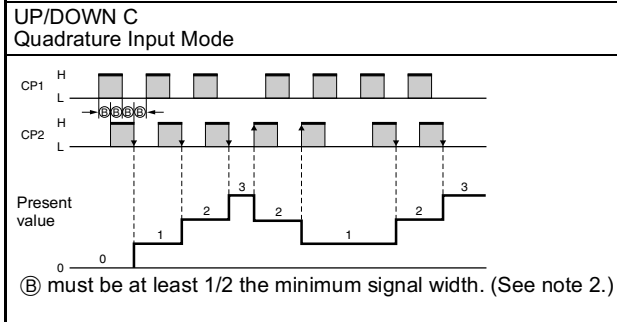 UP/DOWN C
Quadrature Input Mode
CP1 H
L
Ⓑ Ⓑ Ⓑ Ⓑ
CP2 H
L
Present
value
0 0 1 2 3 2 1 2 3
Ⓑ must be at least 1/2 the minimum signal width. (See note 2.)